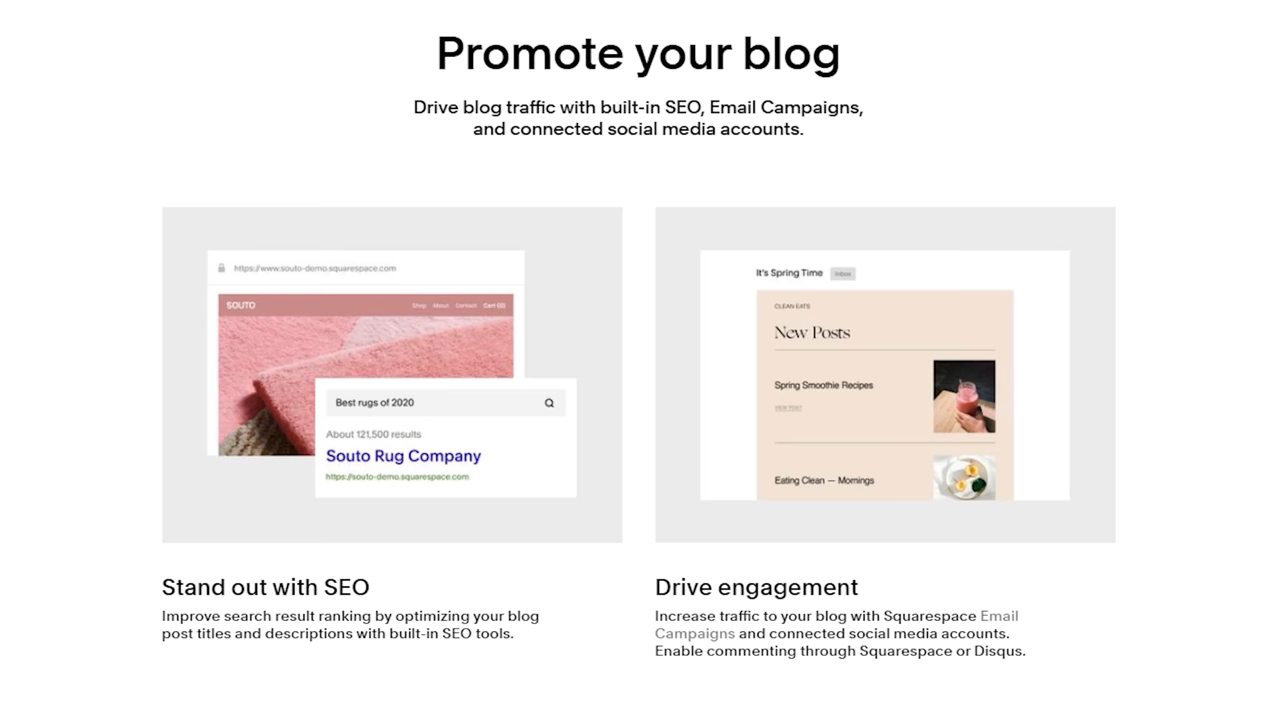 Promote your blog
Drive blog traffic with built-in SEO, Email Campaigns,
and connected social media accounts.
https://www.souto-demo.squarespace.com
SOUTO
Shop About Contact Cart (0)
Best rugs of 2020
About 121,500 results
Souto Rug Company
https://souto-demo.squarespace.com
It's Spring Time Inbox
CLEAN EATS
New Posts
Spring Smoothie Recipes
VIEW POST
Eating Clean — Mornings
Stand out with SEO
Improve search result ranking by optimizing your blog
post titles and descriptions with built-in SEO tools.
Drive engagement
Increase traffic to your blog with Squarespace Email
Campaigns and connected social media accounts.
Enable commenting through Squarespace or Disqus.